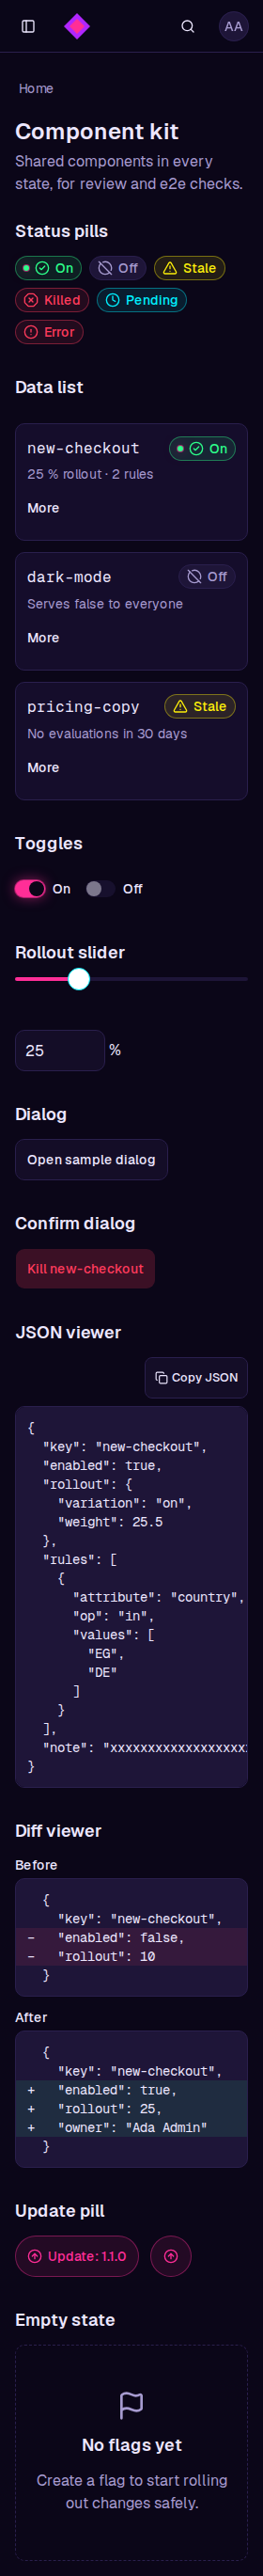 AA
Home
Component kit
Shared components in every
state, for review and e2e checks.
Status pills
On Off Stale
Killed Pending
Error
Data list
new-checkout On
25 % rollout · 2 rules
More
dark-mode Off
Serves false to everyone
More
pricing-copy Stale
No evaluations in 30 days
More
Toggles
On Off
Rollout slider
25 %
Dialog
Open sample dialog
Confirm dialog
Kill new-checkout
JSON viewer
Copy JSON
{
"key": "new-checkout",
"enabled": true,
"rollout": {
"variation": "on",
"weight": 25.5
},
"rules": [
{
"attribute": "country",
"op": "in",
"values": [
"EG",
"DE"
]
}
],
"note": "xxxxxxxxxxxxxxxxxx
}
Diff viewer
Before
{
"key": "new-checkout",
- "enabled": false,
- "rollout": 10
}
After
{
"key": "new-checkout",
+ "enabled": true,
+ "rollout": 25,
+ "owner": "Ada Admin"
}
Update pill
Update: 1.1.0
Empty state
No flags yet
Create a flag to start rolling
out changes safely.